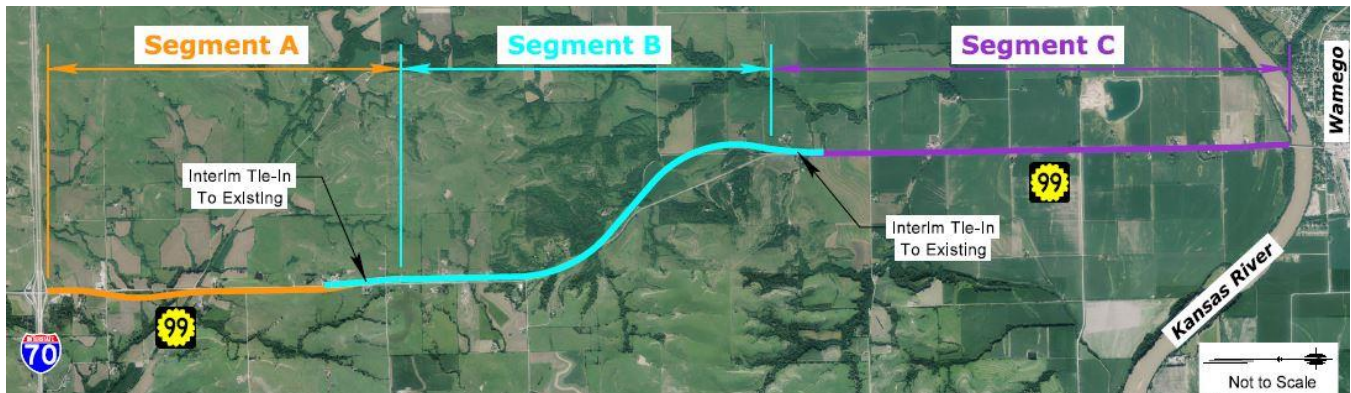 Segment A
Segment B
Segment C
Wamego
Interim Tie-In
To Existing
99
Interim Tie-In
To Existing
99
Kansas River
INTERSTATE
70
Not to Scale